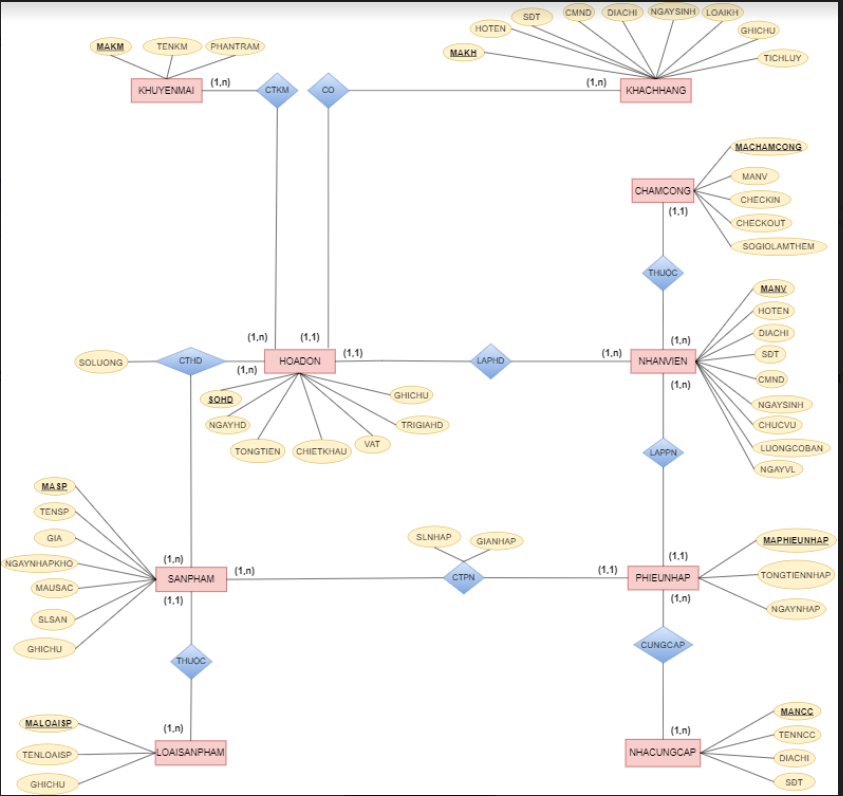 SĐT
CMND
DIACHI
NGAYSINH
LOAIKH
HOTEN
GHICHU
MAKM
TENKM
PHANTRAM
MAKH
TICHLUY
(1,n)
(1,n)
KHUYENMAI
CTKM
CO
KHACHHANG
MACHAMCONG
MANV
CHAMCONG
CHECKIN
(1,1)
CHECKOUT
SOGIOLAMTHEM
THUOC
MANV
HOTEN
DIACHI
(1,n)
(1,1)
(1,n)
SOLUONG
CTHD
HOADON
(1,1)
LAPHD
(1,n)
NHANVIEN
SĐT
(1,n)
(1,n)
CMND
SOHD
GHICHU
NGAYSINH
NGAYHD
TRIGIAHD
CHUCVU
TONGTIEN
CHIETKHAU
VAT
LAPPN
LUONGCOBAN
NGAYVL
MASP
TENSP
GIA
SLNHAP
GIANHAP
MAPHIEUNHAP
(1,n)
(1,1)
NGAYNHAPKHO
SANPHAM
(1,n)
CTPN
(1,1)
PHIEUNHAP
TONGTIENNHAP
MAUSAC
(1,1)
(1,n)
NGAYNHAP
SLSAN
GHICHU
THUOC
CUNGCAP
MALOAISP
(1,n)
(1,n)
MANCC
TENNCC
TENLOAISP
LOAISANPHAM
NHACUNGCAP
DIACHI
GHICHU
SĐT